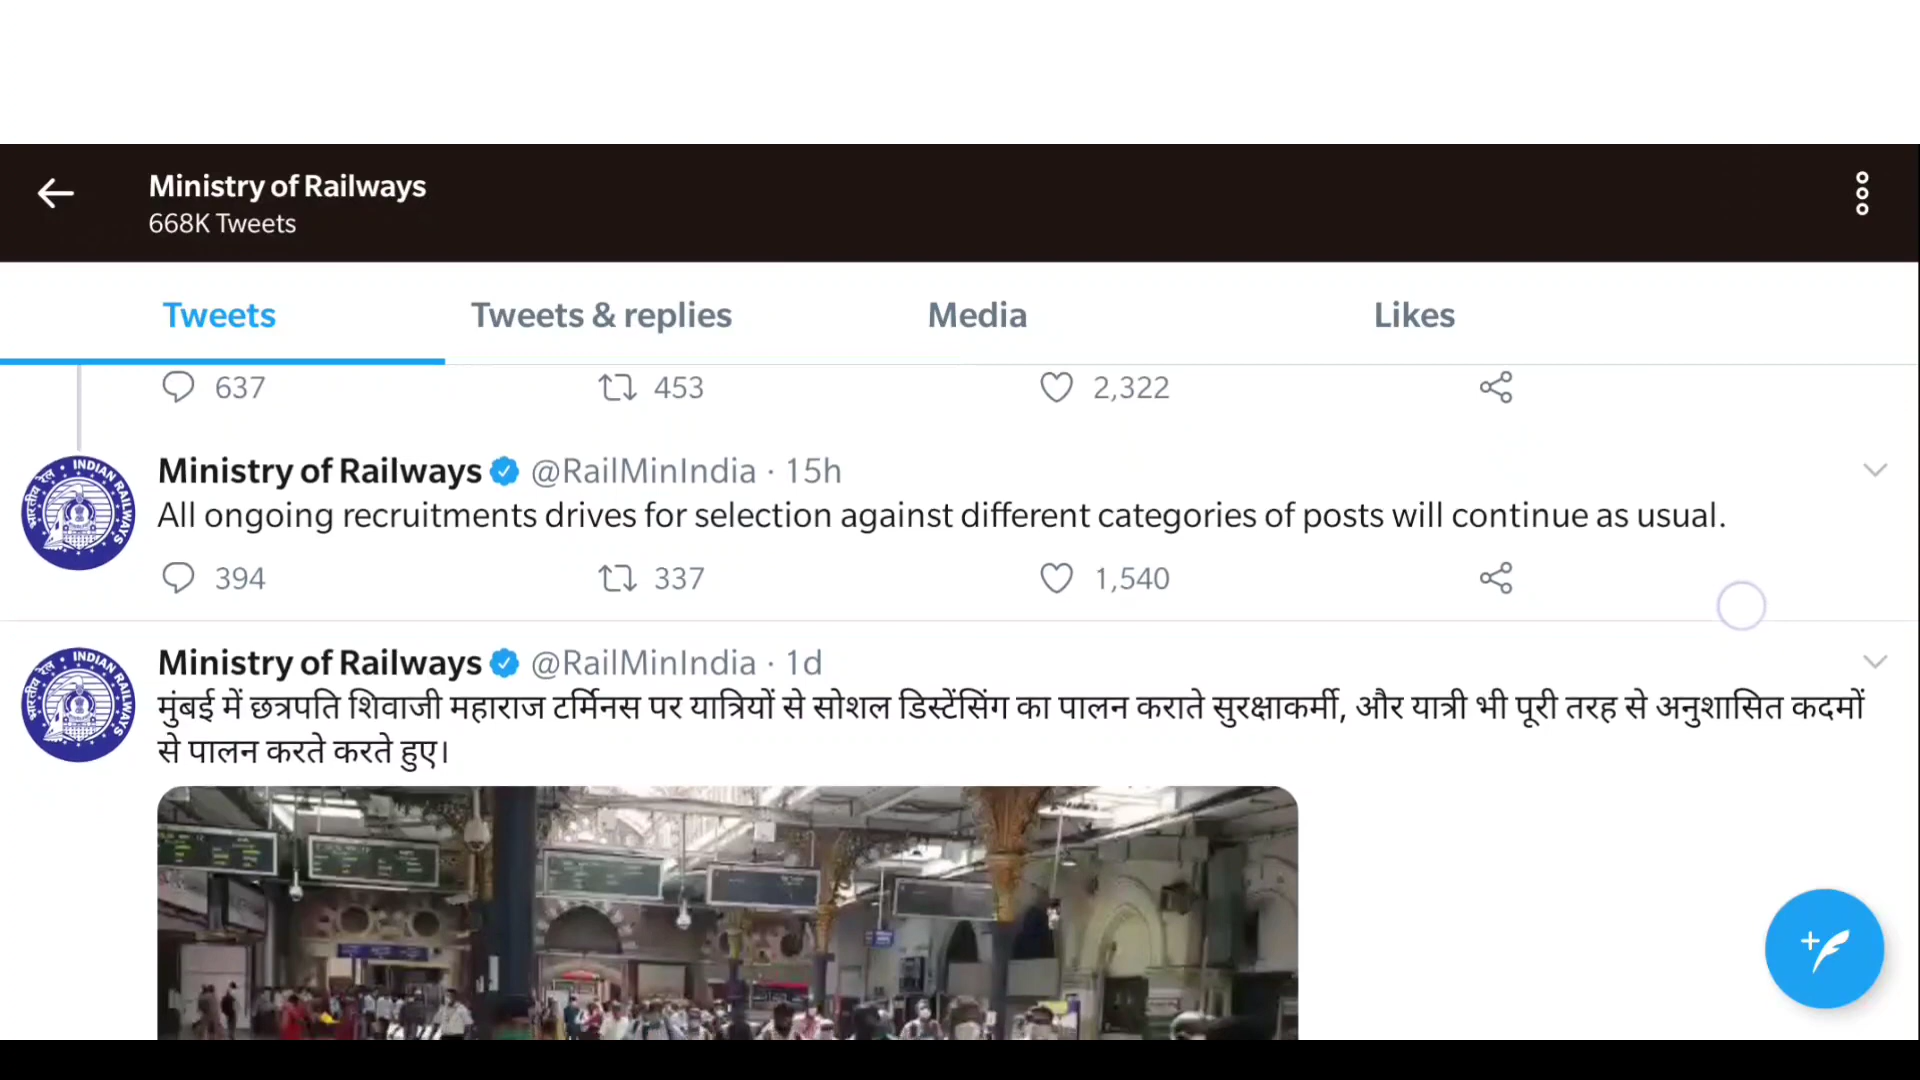 Ministry of Railways
668K Tweets
Tweets Tweets & replies Media Likes
637 453 2,322
Ministry of Railways @RailMinIndia · 15h
All ongoing recruitments drives for selection against different categories of posts will continue as usual.
394 337 1,540
Ministry of Railways @RailMinIndia · 1d
मुंबई में छत्रपति शिवाजी महाराज टर्मिनस पर यात्रियों से सोशल डिस्टेंसिंग का पालन कराते सुरक्षाकर्मी, और यात्री भी पूरी तरह से अनुशासित कदमों
से पालन करते करते हुए।